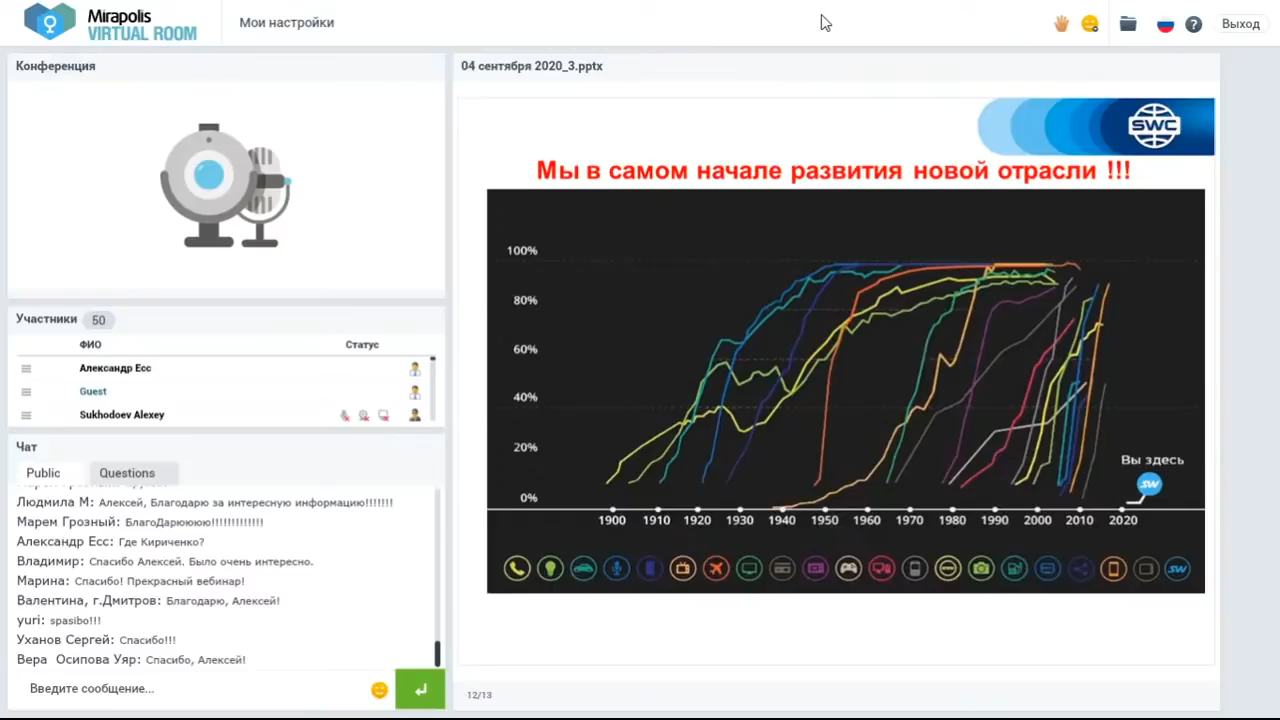 Mirapolis
VIRTUAL ROOM
Мои настройки
Выход
Конференция
04 сентября 2020_3.pptx
SWC
Мы в самом начале развития новой отрасли !!!
100%
80%
60%
40%
20%
0%
Вы здесь
SW
1900 1910 1920 1930 1940 1950 1960 1970 1980 1990 2000 2010 2020
SW
12/13
Участники 50
ФИО Статус
Александр Есс
Guest
Sukhodoev Alexey
Чат
Public Questions
Людмила М: Алексей, Благодарю за интересную информацию!!!!!!!
Марем Грозный: БлагоДарюююю!!!!!!!!!!!!!
Александр Есс: Где Кириченко?
Владимир: Спасибо Алексей. Было очень интересно.
Марина: Спасибо! Прекрасный вебинар!
Валентина, г.Дмитров: Благодарю, Алексей!
yuri: spasibo!!!
Уханов Сергей: Спасибо!!!
Вера Осипова Уяр: Спасибо, Алексей!
Введите сообщение...